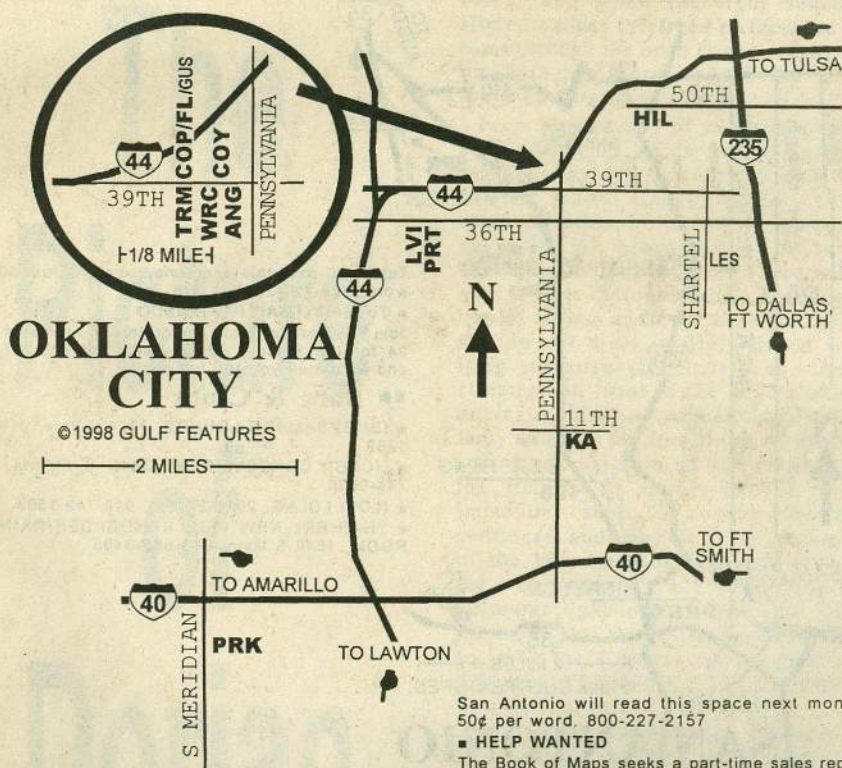 TRM COP/FL/GUS
WRC COY
ANG
PENNSYLVANIA
44
39TH
⊢1/8 MILE⊣
TO TULSA
50TH
HIL
235
44
39TH
LVI
PRT
36TH
44
SHARTEL
LES
N
PENNSYLVANIA
TO DALLAS,
FT WORTH
OKLAHOMA
CITY
©1998 GULF FEATURES
2 MILES
11TH
KA
TO FT
SMITH
40
TO AMARILLO
40
S MERIDIAN
PRK
TO LAWTON
San Antonio will read this space next mon
50¢ per word. 800-227-2157
■ HELP WANTED
The Book of Maps seeks a part-time sales rep